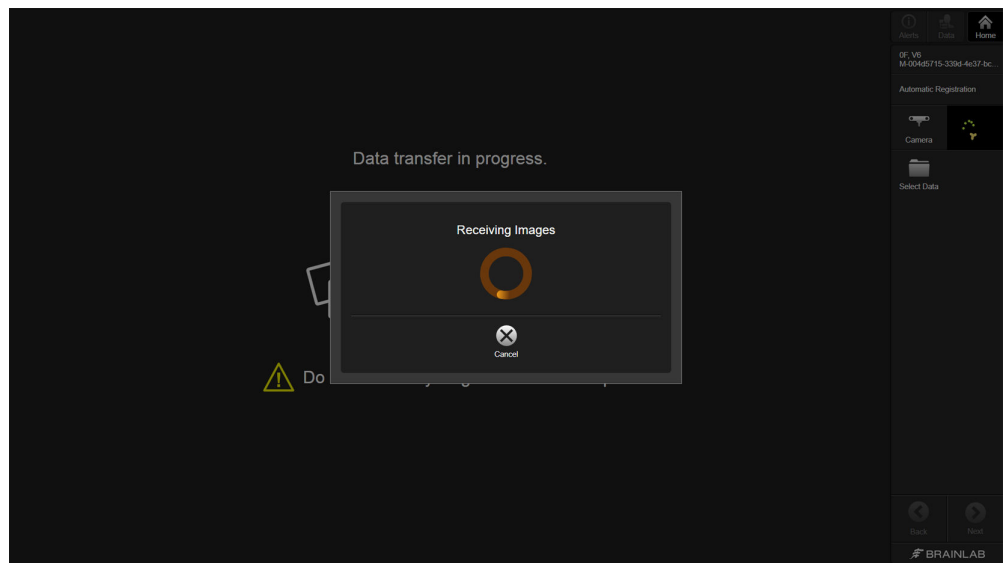 Alerts Data Home
0F, V6
M-004d5715-339d-4e37-bc...
Automatic Registration
Camera
Select Data
Data transfer in progress.
Receiving Images
Cancel
Do
Back Next
BRAINLAB